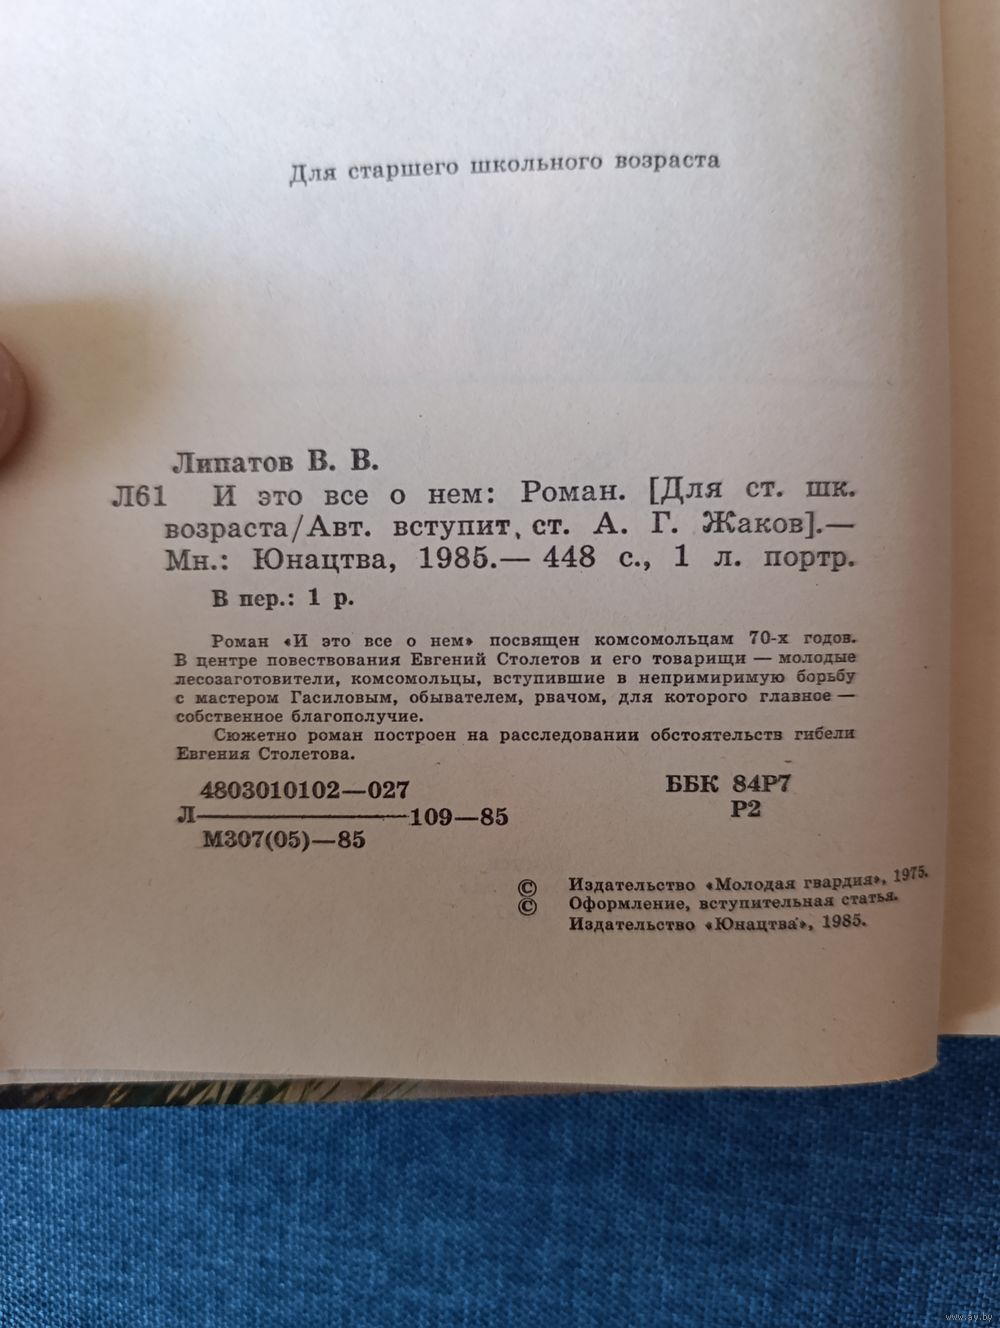 Для старшего школьного возраста
Липатов В. В.
Л61 И это все о нем: Роман. [Для ст. шк.
возраста/Авт. вступит, ст. А. Г. Жаков].—
Мн.: Юнацтва, 1985.— 448 с., 1 л. портр.
В пер.: 1 р.
Роман «И это все о нем» посвящен комсомольцам 70-х годов.
В центре повествования Евгений Столетов и его товарищи — молодые
лесозаготовители, комсомольцы, вступившие в непримиримую борьбу
с мастером Гасиловым, обывателем, рвачом, для которого главное —
собственное благополучие.
Сюжетно роман построен на расследовании обстоятельств гибели
Евгения Столетова.
4803010102—027
Л—109—85
М307(05)—85
ББК 84Р7
Р2
© Издательство «Молодая гвардия», 1975.
© Оформление, вступительная статья.
Издательство «Юнацтва», 1985.
www.ay.by